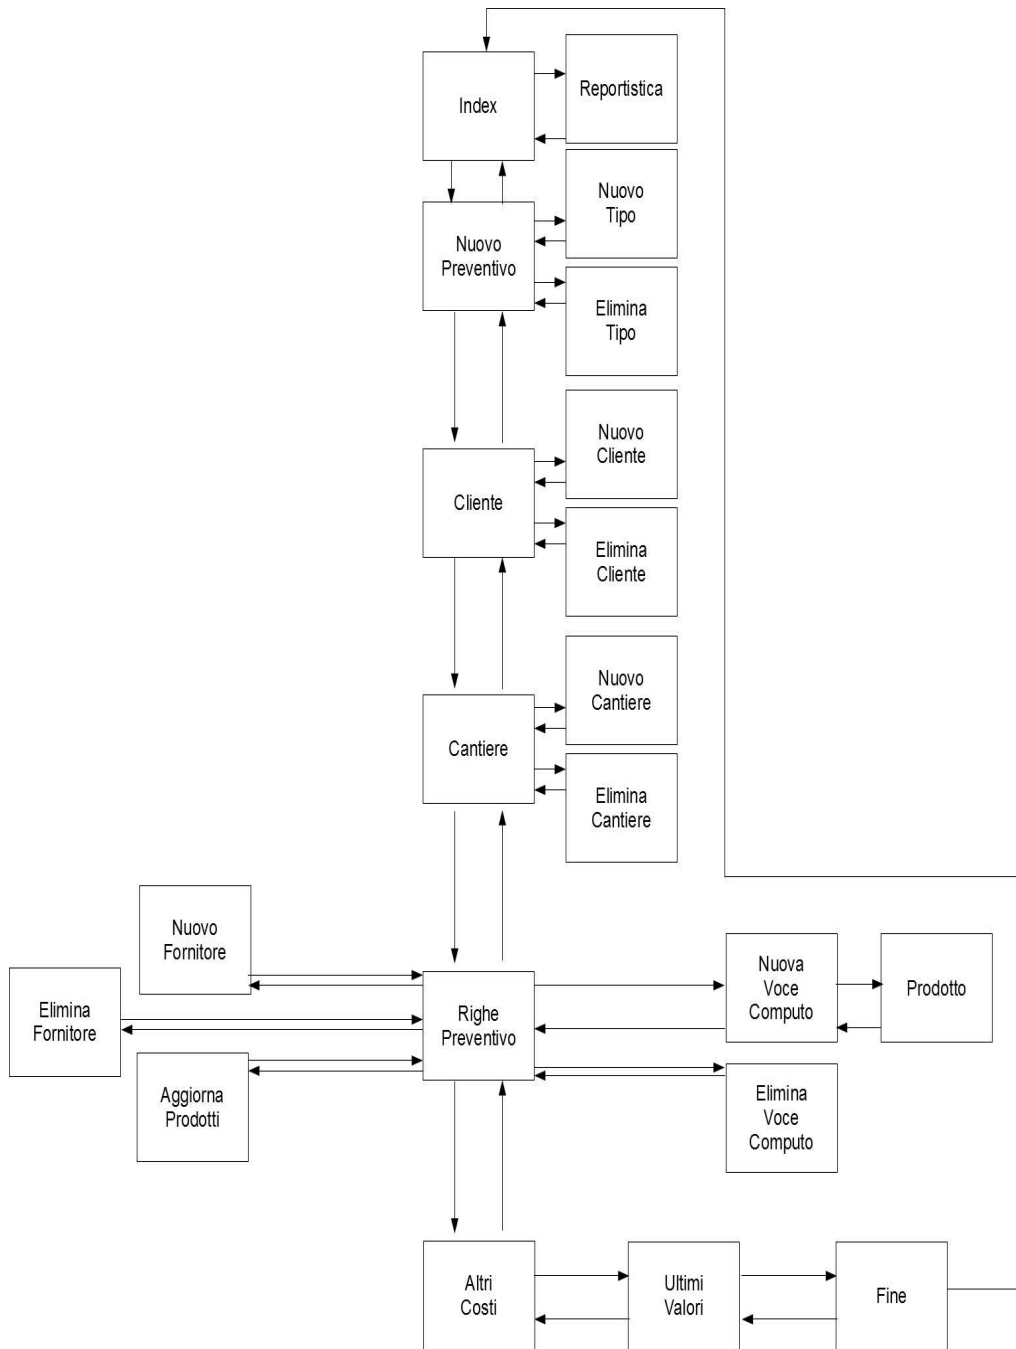 Index
Reportistica
Nuovo
Tipo
Nuovo
Preventivo
Elimina
Tipo
Nuovo
Cliente
Cliente
Elimina
Cliente
Nuovo
Cantiere
Cantiere
Elimina
Cantiere
Nuovo
Fornitore
Elimina
Fornitore
Aggiorna
Prodotti
Righe
Preventivo
Nuova
Voce
Computo
Prodotto
Elimina
Voce
Computo
Altri
Costi
Ultimi
Valori
Fine